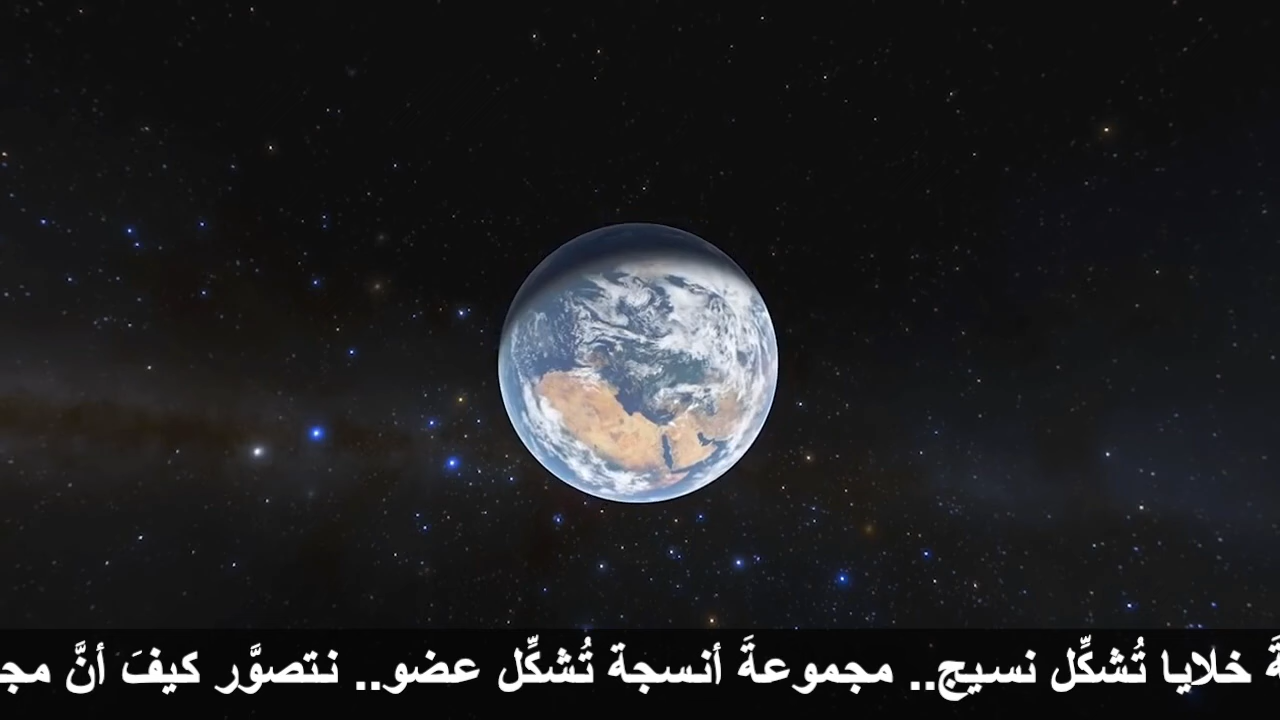 خلايا تُشكِّل نسيج.. مجموعةَ أنسجة تُشكِّل عضو.. نتصوَّر كيفَ أنَّ